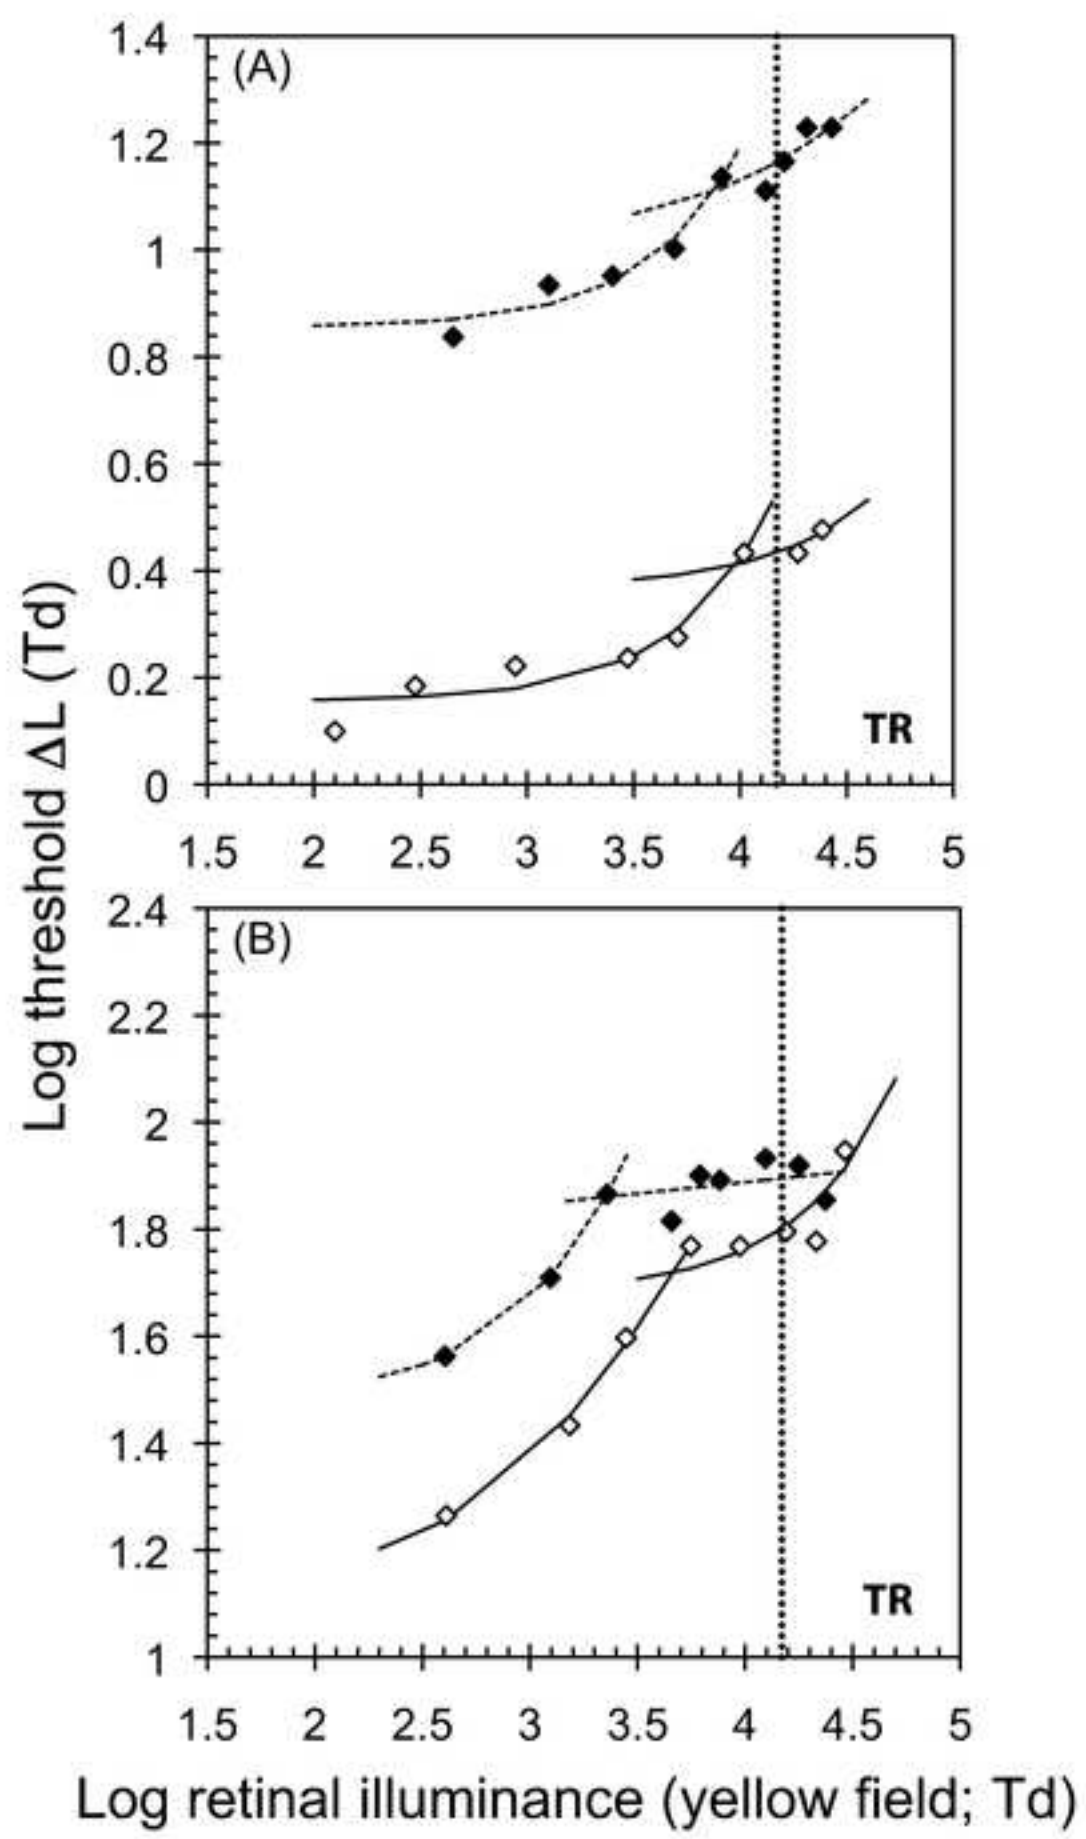 Log threshold ΔL (Td)
(A)
1.4
1.2
1
0.8
0.6
0.4
0.2
0
TR
1.5 2 2.5 3 3.5 4 4.5 5
(B)
2.4
2.2
2
1.8
1.6
1.4
1.2
1
TR
1.5 2 2.5 3 3.5 4 4.5 5
Log retinal illuminance (yellow field; Td)